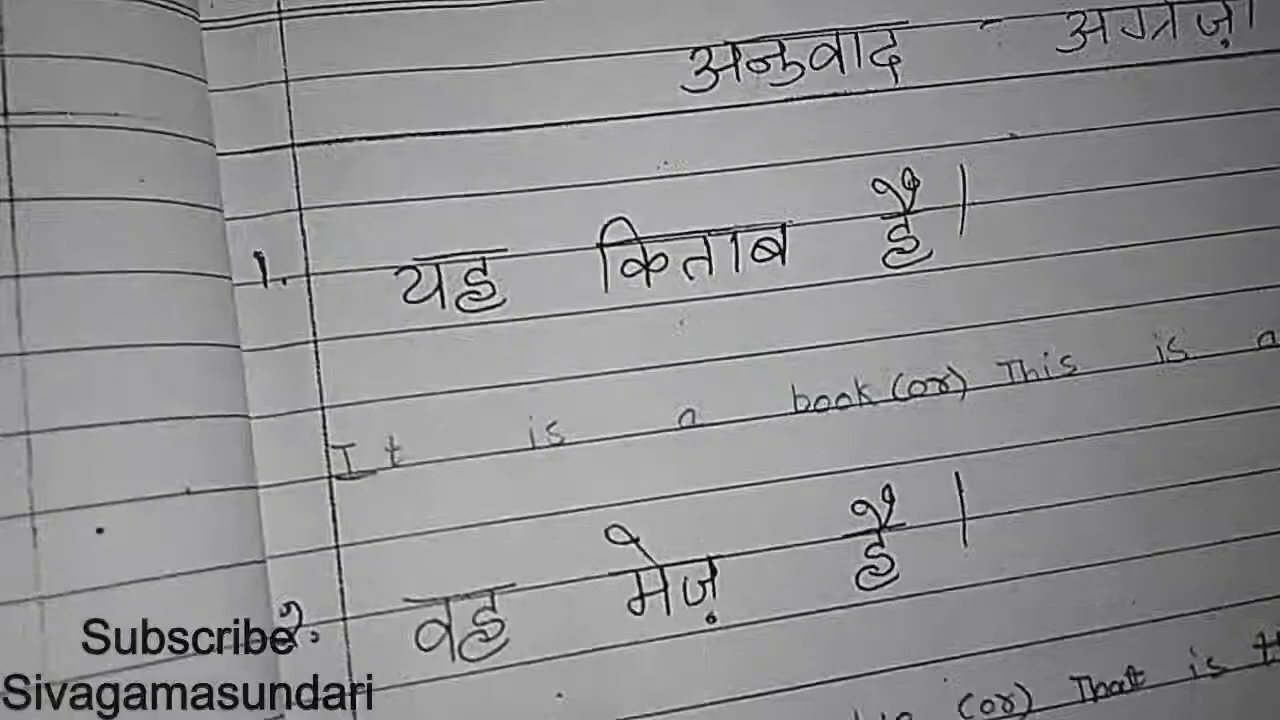 अनुवाद - अंग्रेज़ी
1. यह किताब है।
It is a book (or) This is a
2. वह मेज़ है।
(or) That is
Subscribe
Sivagamasundari